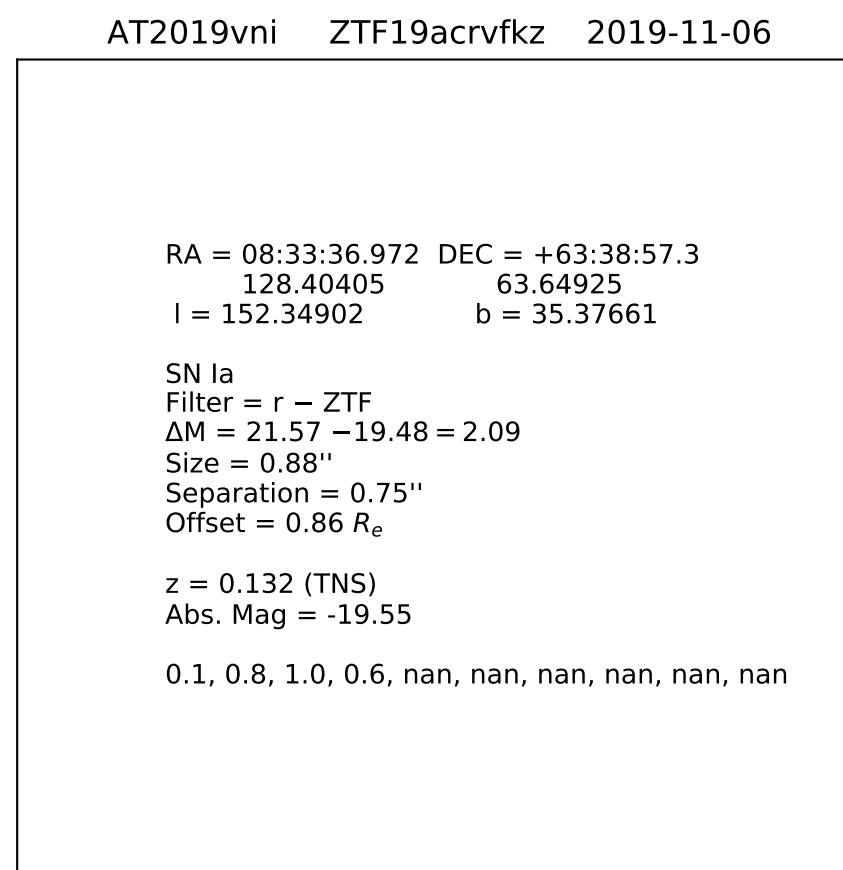 AT2019vni ZTF19acrvfkz 2019-11-06
RA = 08:33:36.972 DEC = +63:38:57.3
128.40405 63.64925
l = 152.34902 b = 35.37661
SN Ia
Filter = r − ZTF
ΔM = 21.57 −19.48 = 2.09
Size = 0.88''
Separation = 0.75''
Offset = 0.86 Rₑ
z = 0.132 (TNS)
Abs. Mag = -19.55
0.1, 0.8, 1.0, 0.6, nan, nan, nan, nan, nan, nan